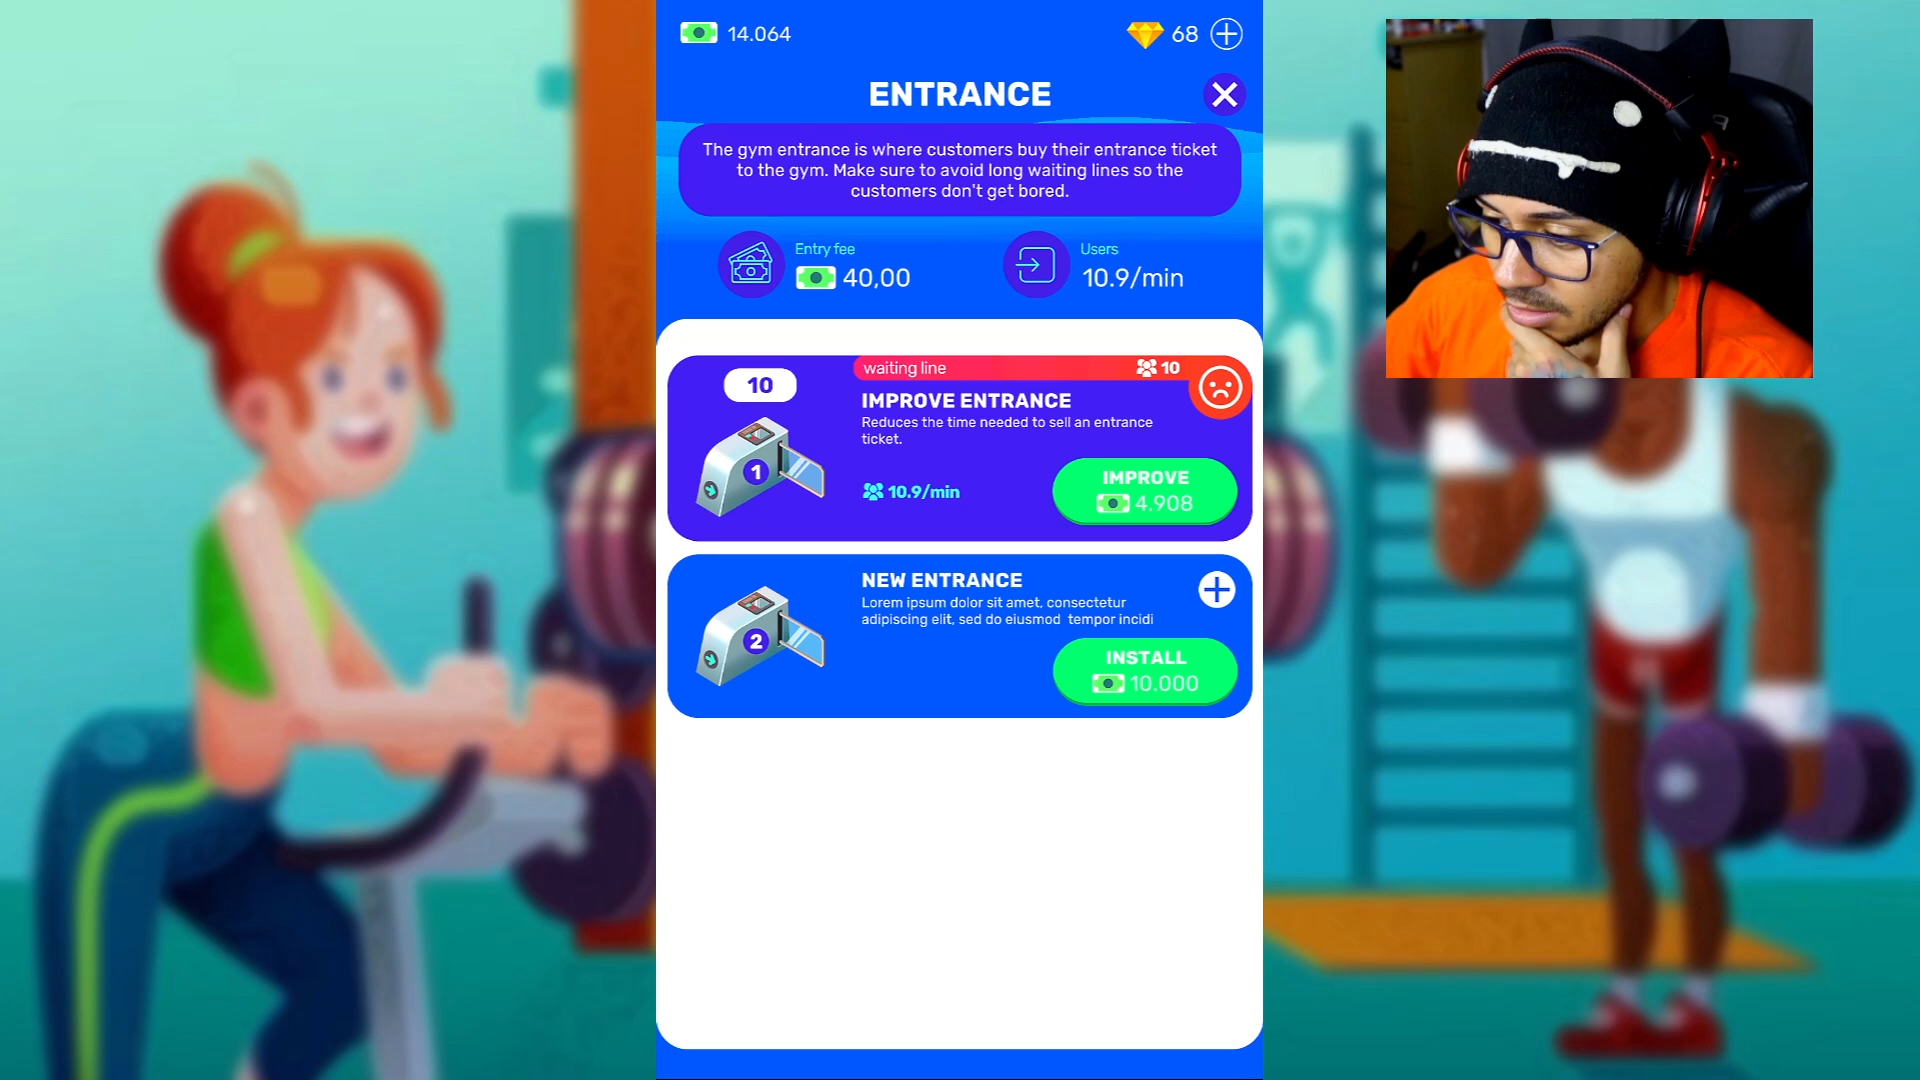 14.064
68
ENTRANCE
The gym entrance is where customers buy their entrance ticket
to the gym. Make sure to avoid long waiting lines so the
customers don't get bored.
Entry fee
40,00
Users
10.9/min
10
waiting line
10
IMPROVE ENTRANCE
Reduces the time needed to sell an entrance
ticket.
1
10.9/min
IMPROVE
4.908
NEW ENTRANCE
Lorem ipsum dolor sit amet, consectetur
adipiscing elit, sed do eiusmod tempor incidi
2
INSTALL
10.000